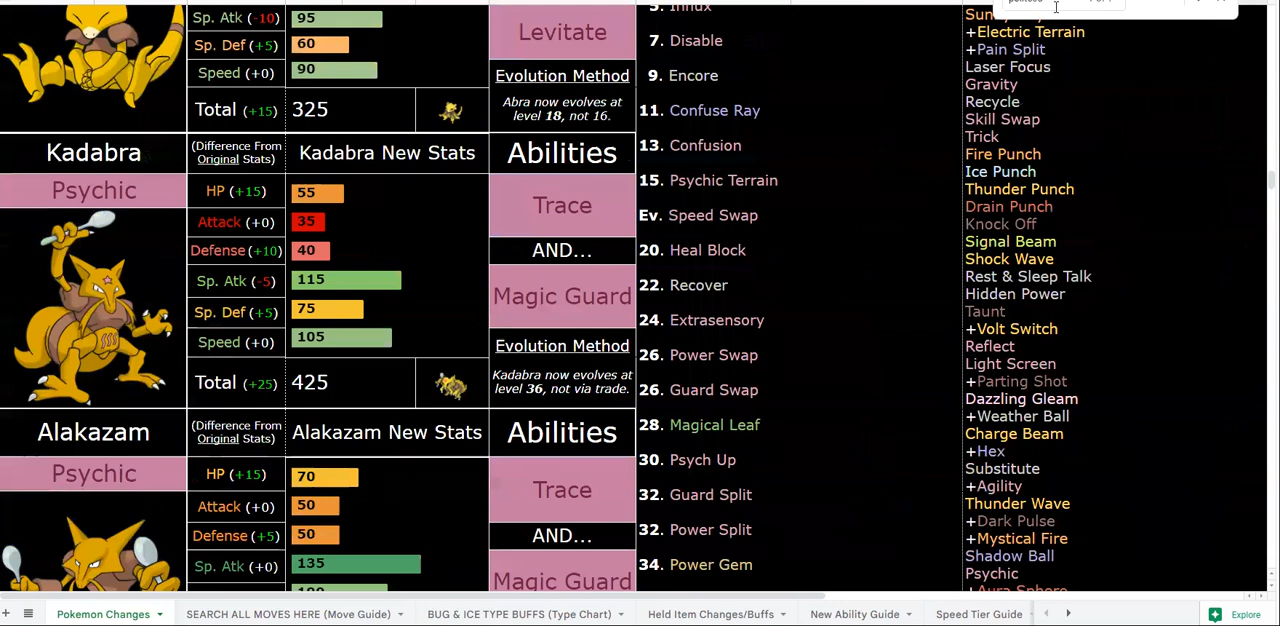 Sp. Atk (-10) 95
Sp. Def (+5) 60
Speed (+0) 90
Total (+15) 325
Levitate
Evolution Method
Abra now evolves at
level 18, not 16.
Kadabra
(Difference From
Original Stats)
Kadabra New Stats
Abilities
Psychic
HP (+15) 55
Attack (+0) 35
Defense (+10) 40
Sp. Atk (-5) 115
Sp. Def (+5) 75
Speed (+0) 105
Total (+25) 425
Trace
AND...
Magic Guard
Evolution Method
Kadabra now evolves at
level 36, not via trade.
Alakazam
(Difference From
Original Stats)
Alakazam New Stats
Abilities
Psychic
HP (+15) 70
Attack (+0) 50
Defense (+5) 50
Sp. Atk (+0) 135
Trace
AND...
Magic Guard
7. Disable
9. Encore
11. Confuse Ray
13. Confusion
15. Psychic Terrain
Ev. Speed Swap
20. Heal Block
22. Recover
24. Extrasensory
26. Power Swap
26. Guard Swap
28. Magical Leaf
30. Psych Up
32. Guard Split
32. Power Split
34. Power Gem
+Electric Terrain
+Pain Split
Laser Focus
Gravity
Recycle
Skill Swap
Trick
Fire Punch
Ice Punch
Thunder Punch
Drain Punch
Knock Off
Signal Beam
Shock Wave
Rest & Sleep Talk
Hidden Power
Taunt
+Volt Switch
Reflect
Light Screen
+Parting Shot
Dazzling Gleam
+Weather Ball
Charge Beam
+Hex
Substitute
+Agility
Thunder Wave
+Dark Pulse
+Mystical Fire
Shadow Ball
Psychic
+Aura Sphere
Pokemon Changes
SEARCH ALL MOVES HERE (Move Guide)
BUG & ICE TYPE BUFFS (Type Chart)
Held Item Changes/Buffs
New Ability Guide
Speed Tier Guide
Explore